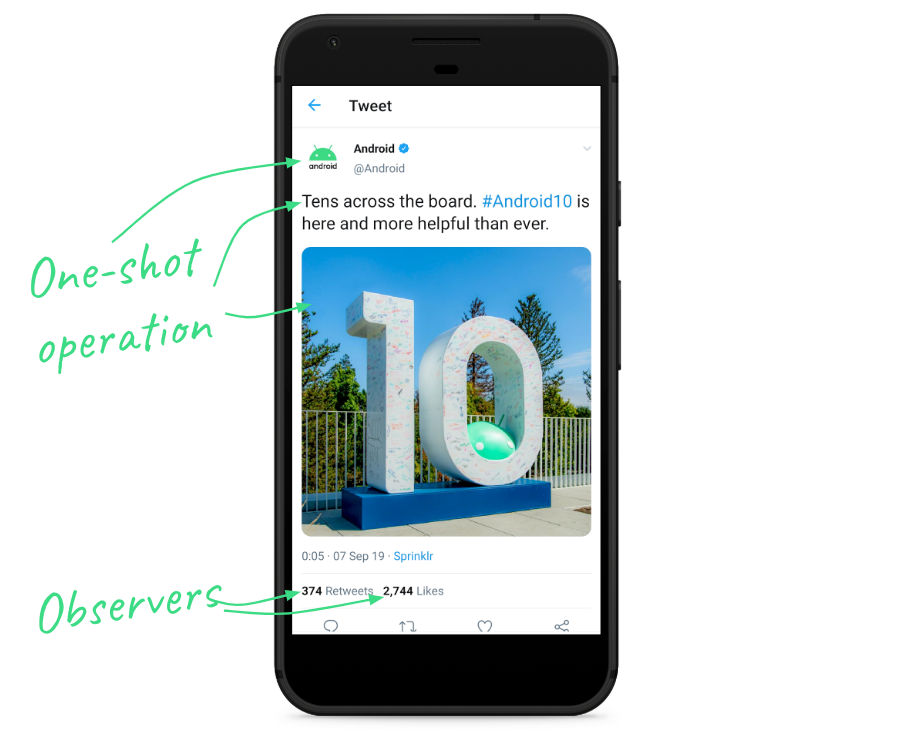 Tweet
Android
@Android
android
Tens across the board. #Android10 is
here and more helpful than ever.
One-shot
operation
10
0:05 · 07 Sep 19 · Sprinklr
374 Retweets 2,744 Likes
Observers